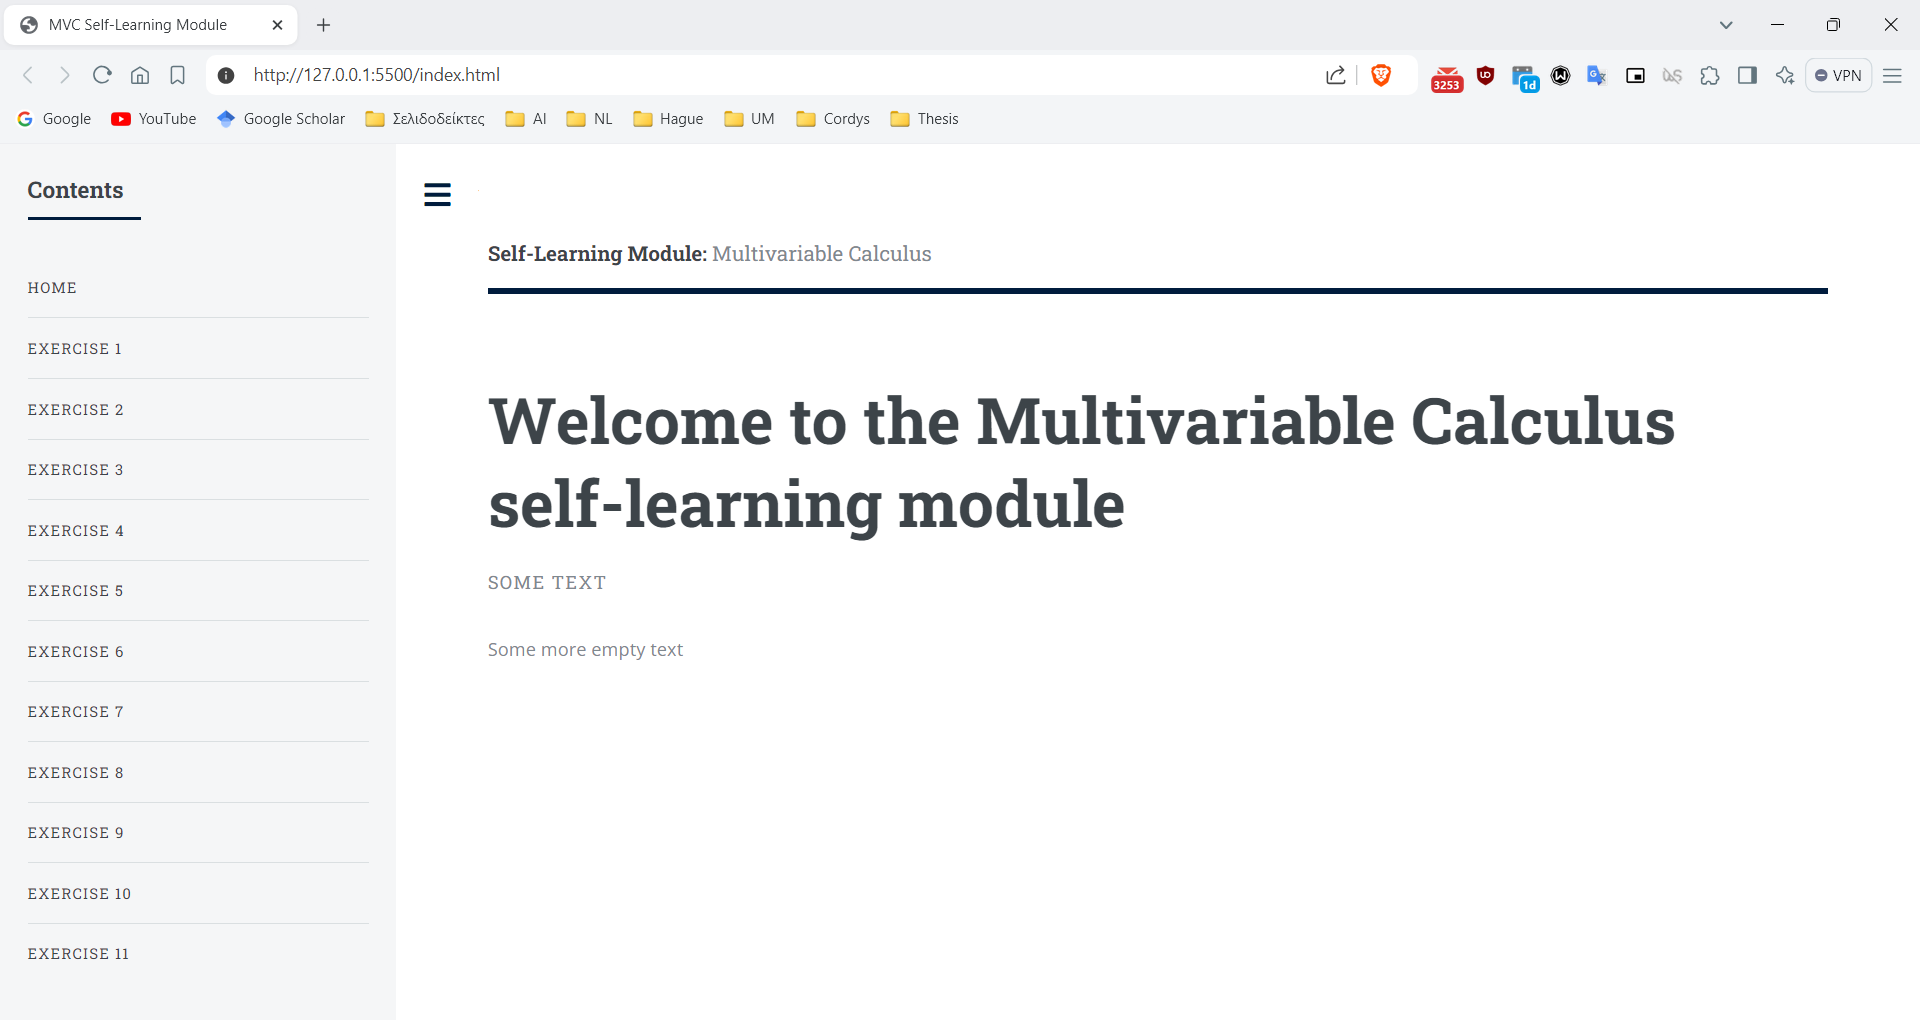 MVC Self-Learning Module
http://127.0.0.1:5500/index.html
3253
1d
VPN
Google
YouTube
Google Scholar
Σελιδοδείκτες
AI
NL
Hague
UM
Cordys
Thesis
Contents
HOME
EXERCISE 1
EXERCISE 2
EXERCISE 3
EXERCISE 4
EXERCISE 5
EXERCISE 6
EXERCISE 7
EXERCISE 8
EXERCISE 9
EXERCISE 10
EXERCISE 11
Self-Learning Module: Multivariable Calculus
Welcome to the Multivariable Calculus
self-learning module
SOME TEXT
Some more empty text